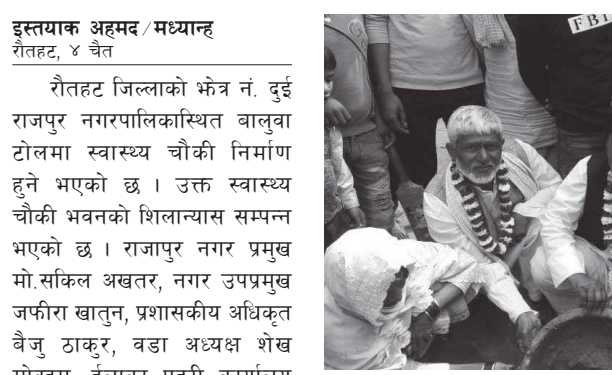 इस्तयाक अहमद/मध्यान्ह
रौतहट, ४ चैत
रौतहट जिल्लाको झेत्र नं. दुई
राजपुर नगरपालिकास्थित बालुवा
टोलमा स्वास्थ्य चौकी निर्माण
हुने भएको छ । उक्त स्वास्थ्य
चौकी भवनको शिलान्यास सम्पन्न
भएको छ । राजापुर नगर प्रमुख
मो.सकिल अखतर, नगर उपप्रमुख
जफीरा खातुन, प्रशासकीय अधिकृत
बैजु ठाकुर, वडा अध्यक्ष शेख
FBI